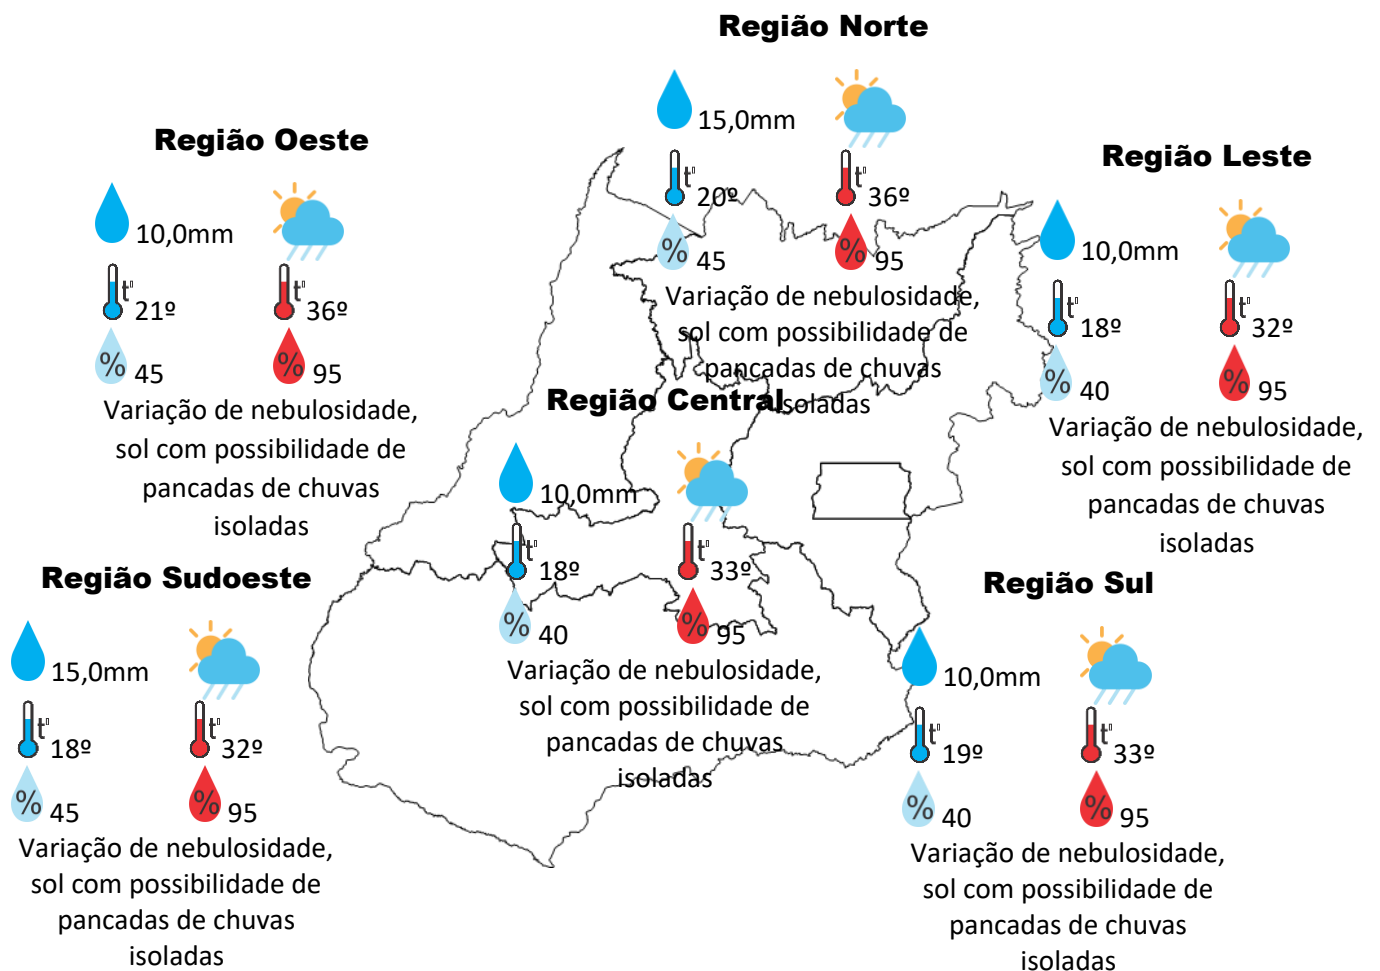 Região Norte
15,0mm
t°
20º
t°
36º
%
45
%
95
Variação de nebulosidade,
sol com possibilidade de
pancadas de chuvas
isoladas
Região Oeste
10,0mm
t°
21º
t°
36º
%
45
%
95
Variação de nebulosidade,
sol com possibilidade de
pancadas de chuvas
isoladas
Região Leste
10,0mm
t°
18º
t°
32º
%
40
%
95
Variação de nebulosidade,
sol com possibilidade de
pancadas de chuvas
isoladas
Região Central
10,0mm
t°
18º
t°
33º
%
40
%
95
Variação de nebulosidade,
sol com possibilidade de
pancadas de chuvas
isoladas
Região Sudoeste
15,0mm
t°
18º
t°
32º
%
45
%
95
Variação de nebulosidade,
sol com possibilidade de
pancadas de chuvas
isoladas
Região Sul
10,0mm
t°
19º
t°
33º
%
40
%
95
Variação de nebulosidade,
sol com possibilidade de
pancadas de chuvas
isoladas